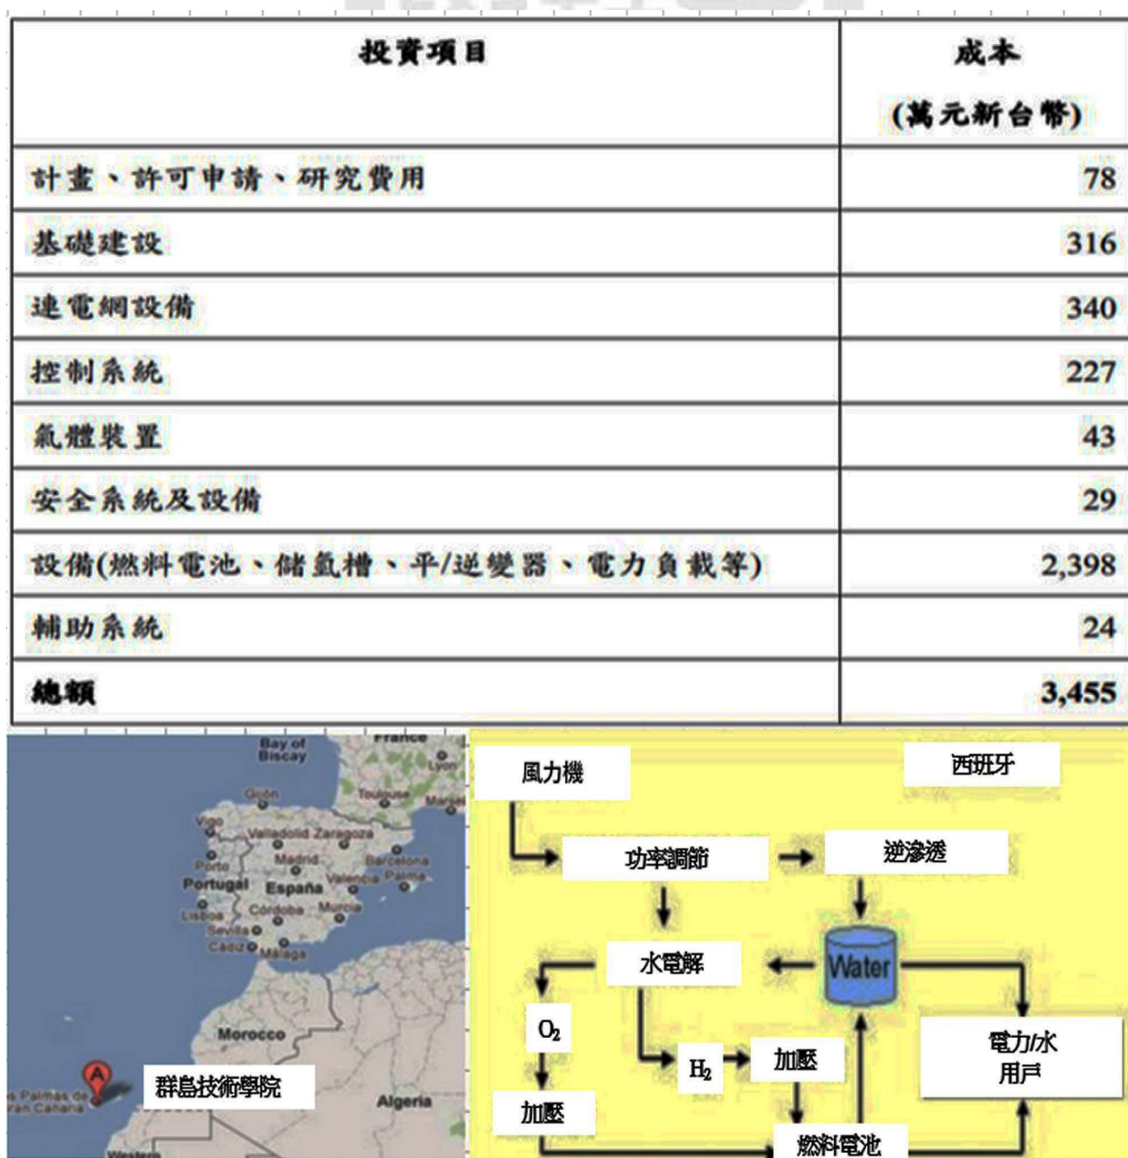 投資項目
成本
(萬元新台幣)
計畫、許可申請、研究費用
78
基礎建設
316
連電網設備
340
控制系統
227
氣體裝置
43
安全系統及設備
29
設備(燃料電池、儲氫槽、平/逆變器、電力負載等)
2,398
輔助系統
24
總額
3,455
Bay of
Biscay
France
Lyon
Gijón
Toulouse
Marsei
Vigo
Valladolid
Zaragoza
Porto
Madrid
Barcelona
Portugal
España
Valencia
Palma
Lisboa
Córdoba
Murcia
Sevilla
Cádiz
Málaga
Morocco
A
群島技術學院
s Palmas de
ran Canaria
Algeria
Western
風力機
西班牙
功率調節
逆滲透
水電解
Water
O₂
H₂
加壓
電力/水
用戶
加壓
燃料電池